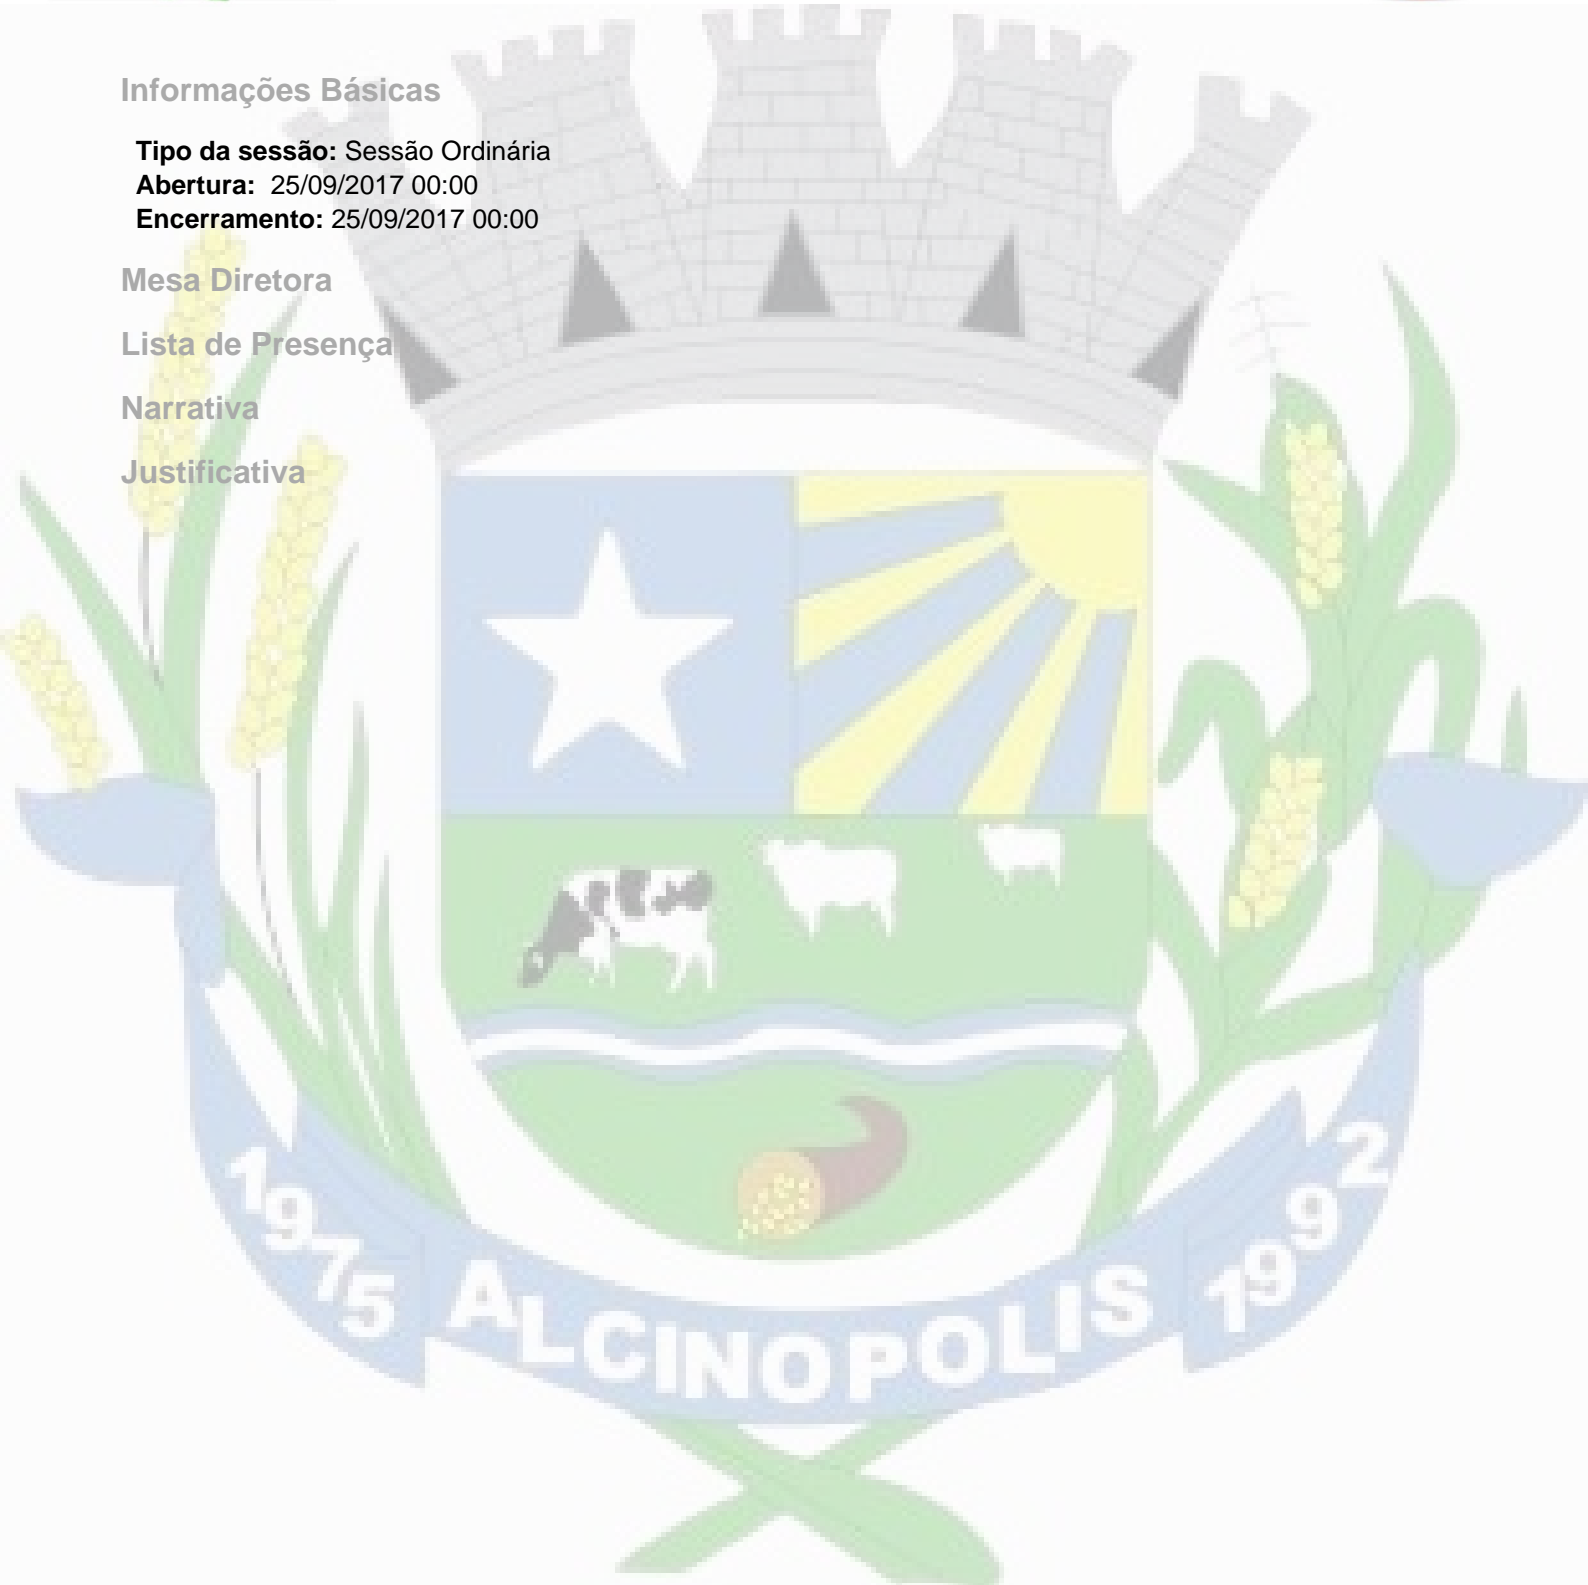 Informações Básicas
Tipo da sessão: Sessão Ordinária
Abertura: 25/09/2017 00:00
Encerramento: 25/09/2017 00:00
Mesa Diretora
Lista de Presença
Narrativa
Justificativa
1975 ALCINOPOLIS 1992